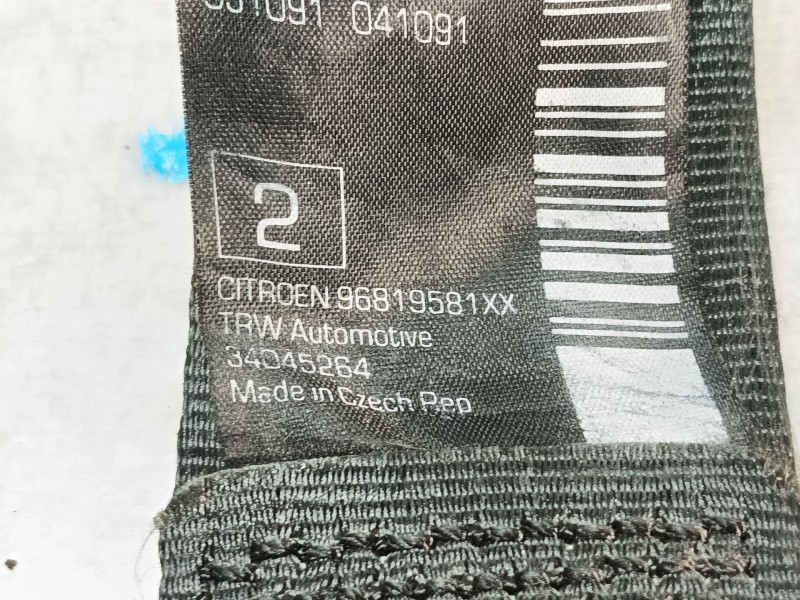 041091
2
CITROEN 96819581XX
TRW Automotive
34045264
Made in Czech Rep